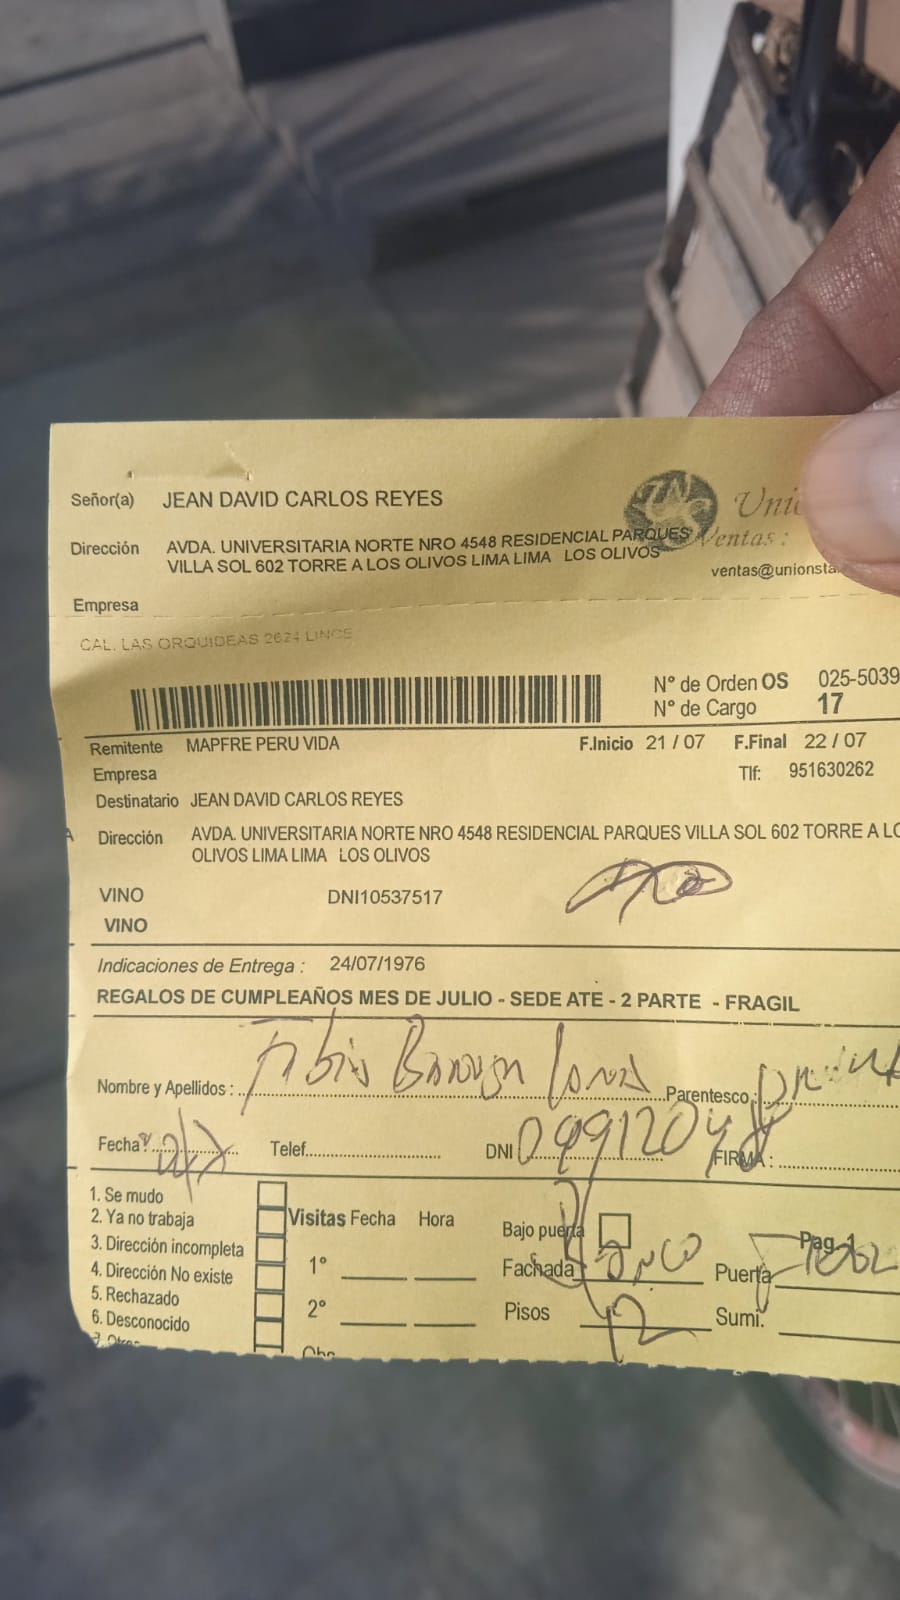 Señor(a) JEAN DAVID CARLOS REYES
Dirección AVDA. UNIVERSITARIA NORTE NRO 4548 RESIDENCIAL PARQUES
VILLA SOL 602 TORRE A LOS OLIVOS LIMA LIMA LOS OLIVOS
Ventas :
ventas@unionsta
Empresa
CAL. LAS ORQUIDEAS 2624 LINCE
N° de Orden OS 025-5039
N° de Cargo 17
Remitente MAPFRE PERU VIDA F.Inicio 21 / 07 F.Final 22 / 07
Empresa Tlf: 951630262
Destinatario JEAN DAVID CARLOS REYES
Dirección AVDA. UNIVERSITARIA NORTE NRO 4548 RESIDENCIAL PARQUES VILLA SOL 602 TORRE A LO
OLIVOS LIMA LIMA LOS OLIVOS
VINO DNI10537517
VINO
Indicaciones de Entrega : 24/07/1976
REGALOS DE CUMPLEAÑOS MES DE JULIO - SEDE ATE - 2 PARTE - FRAGIL
Nombre y Apellidos : Parentesco :
Fecha Telef. DNI FIRMA :
1. Se mudo
2. Ya no trabaja Visitas Fecha Hora Bajo puerta Pag. 1
3. Dirección incompleta 1° Fachada Puerta
4. Dirección No existe
5. Rechazado 2° Pisos Sumi.
6. Desconocido